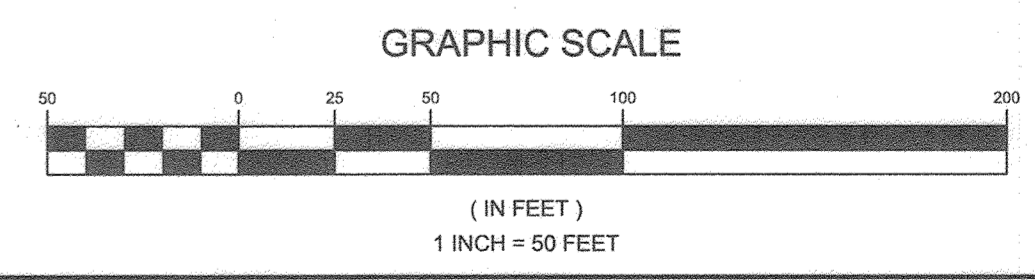 GRAPHIC SCALE
50 0 25 50 100 200
( IN FEET )
1 INCH = 50 FEET